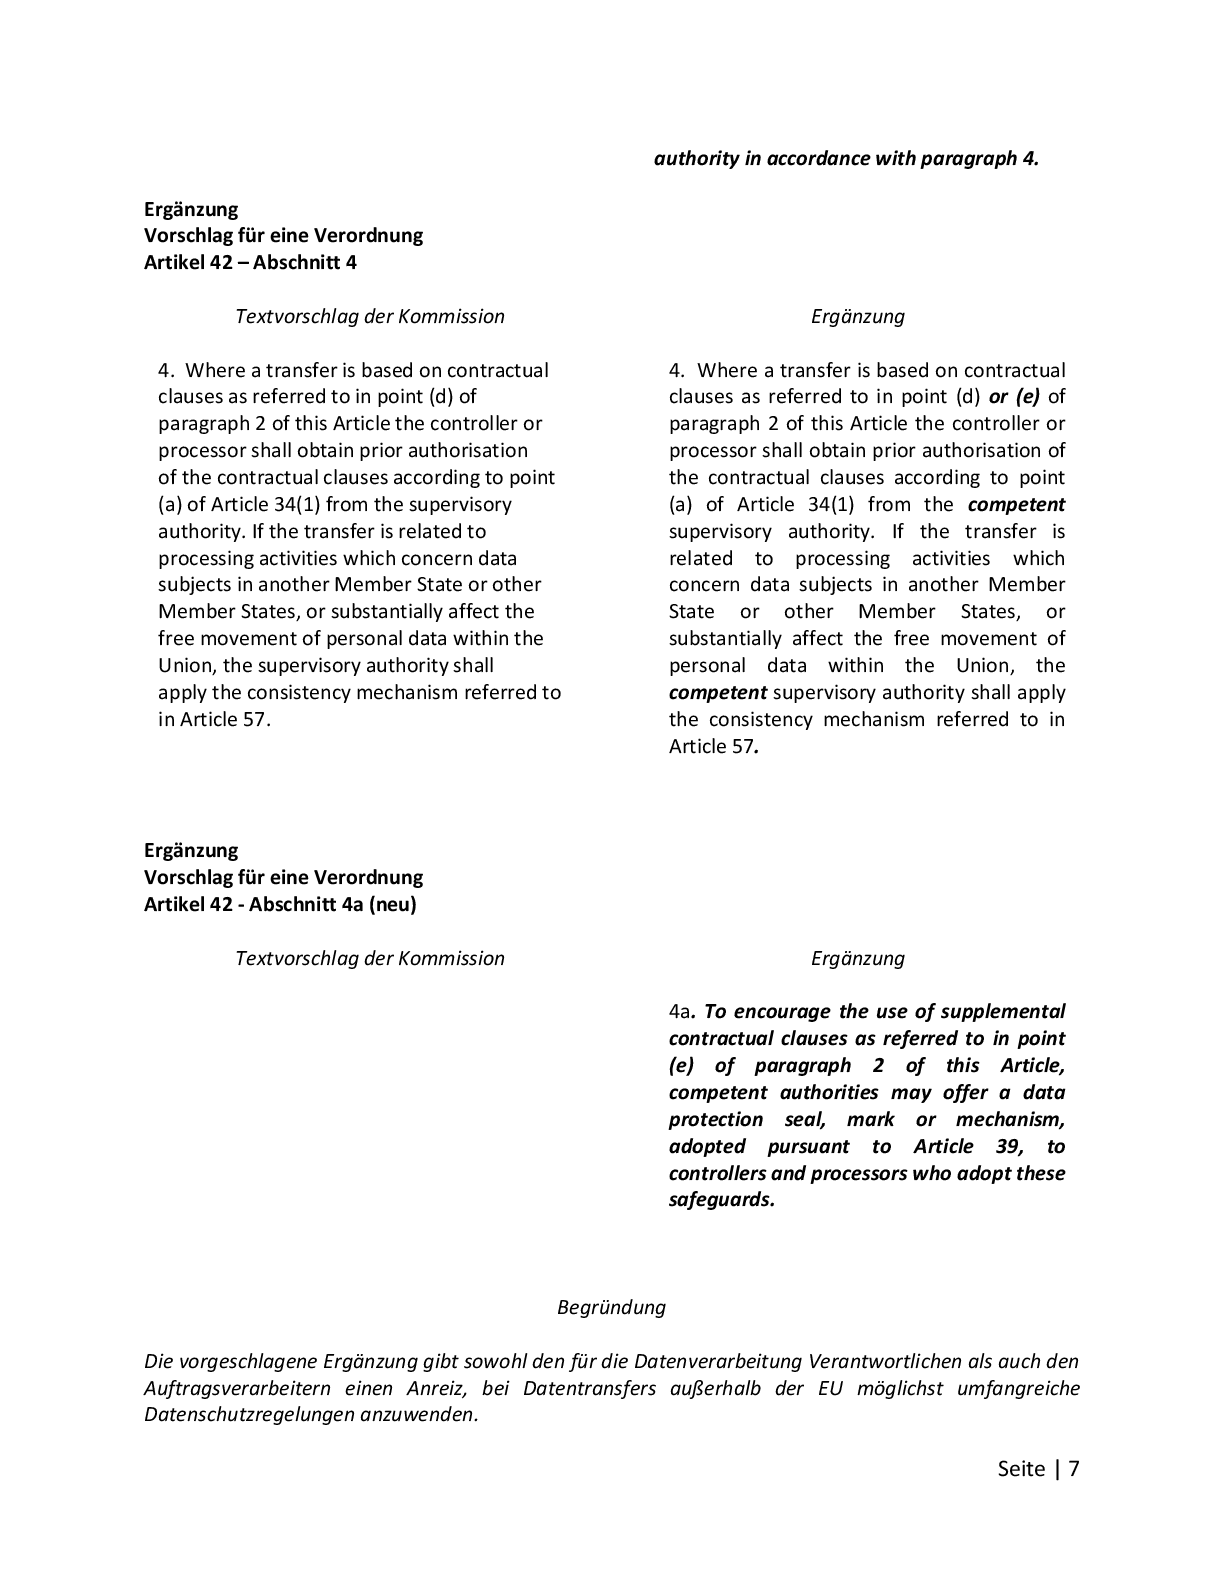 authority in accordance with paragraph 4.
Ergänzung
Vorschlag für eine Verordnung
Artikel 42 – Abschnitt 4
Textvorschlag der Kommission
4. Where a transfer is based on contractual
clauses as referred to in point (d) of
paragraph 2 of this Article the controller or
processor shall obtain prior authorisation
of the contractual clauses according to point
(a) of Article 34(1) from the supervisory
authority. If the transfer is related to
processing activities which concern data
subjects in another Member State or other
Member States, or substantially affect the
free movement of personal data within the
Union, the supervisory authority shall
apply the consistency mechanism referred to
in Article 57.
Ergänzung
4. Where a transfer is based on contractual
clauses as referred to in point (d) or (e) of
paragraph 2 of this Article the controller or
processor shall obtain prior authorisation of
the contractual clauses according to point
(a) of Article 34(1) from the competent
supervisory authority. If the transfer is
related to processing activities which
concern data subjects in another Member
State or other Member States, or
substantially affect the free movement of
personal data within the Union, the
competent supervisory authority shall apply
the consistency mechanism referred to in
Article 57.
Ergänzung
Vorschlag für eine Verordnung
Artikel 42 - Abschnitt 4a (neu)
Textvorschlag der Kommission
Ergänzung
4a. To encourage the use of supplemental
contractual clauses as referred to in point
(e) of paragraph 2 of this Article,
competent authorities may offer a data
protection seal, mark or mechanism,
adopted pursuant to Article 39, to
controllers and processors who adopt these
safeguards.
Begründung
Die vorgeschlagene Ergänzung gibt sowohl den für die Datenverarbeitung Verantwortlichen als auch den
Auftragsverarbeitern einen Anreiz, bei Datentransfers außerhalb der EU möglichst umfangreiche
Datenschutzregelungen anzuwenden.
Seite | 7